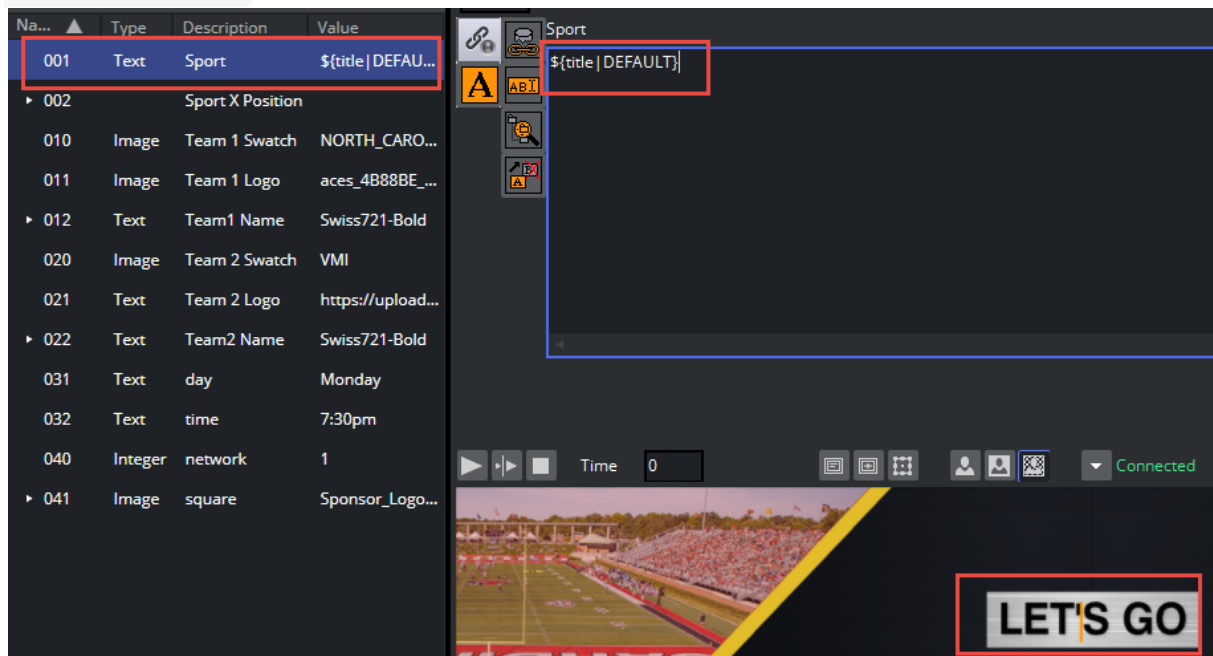 Na... ▲ Type Description Value
001 Text Sport ${title|DEFAU...
002 Sport X Position
010 Image Team 1 Swatch NORTH_CARO...
011 Image Team 1 Logo aces_4B88BE_...
012 Text Team1 Name Swiss721-Bold
020 Image Team 2 Swatch VMI
021 Text Team 2 Logo https://upload...
022 Text Team2 Name Swiss721-Bold
031 Text day Monday
032 Text time 7:30pm
040 Integer network 1
041 Image square Sponsor_Logo...
Sport
${title|DEFAULT}
A
ABI
A
Time 0
Connected
LET'S GO